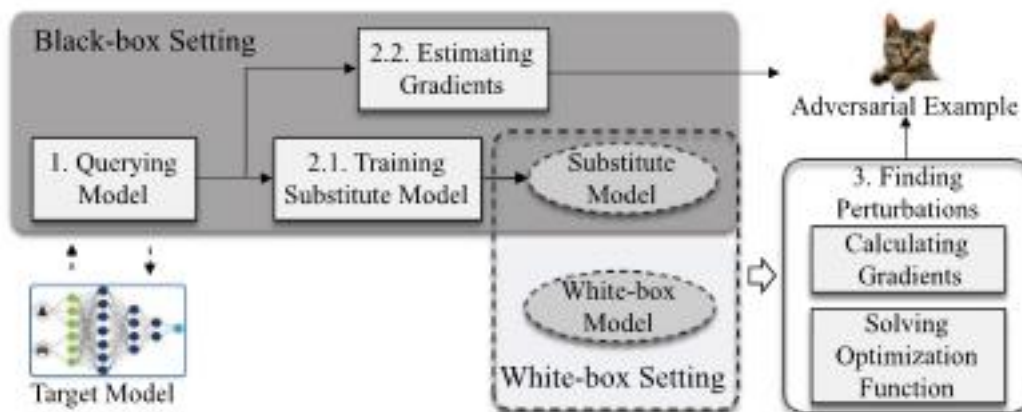 Black-box Setting
2.2. Estimating
Gradients
Adversarial Example
1. Querying
Model
2.1. Training
Substitute Model
Substitute
Model
3. Finding
Perturbations
Calculating
Gradients
White-box
Model
Solving
Optimization
Function
Target Model
White-box Setting